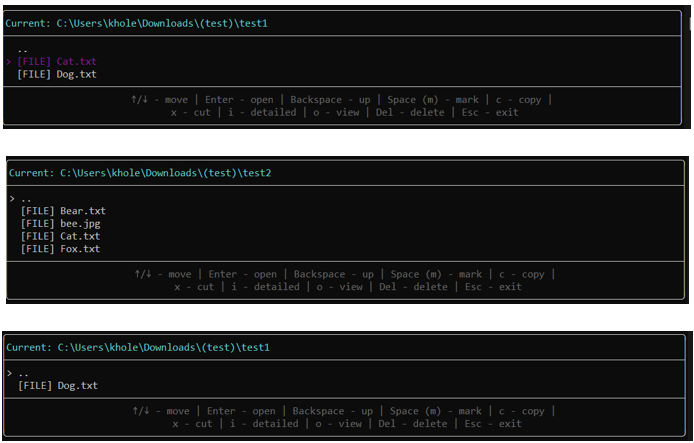 Current: C:\Users\khole\Downloads\(test)\test1
..
> [FILE] Cat.txt
[FILE] Dog.txt
↑/↓ - move | Enter - open | Backspace - up | Space (m) - mark | c - copy |
x - cut | i - detailed | o - view | Del - delete | Esc - exit
Current: C:\Users\khole\Downloads\(test)\test2
> ..
[FILE] Bear.txt
[FILE] bee.jpg
[FILE] Cat.txt
[FILE] Fox.txt
↑/↓ - move | Enter - open | Backspace - up | Space (m) - mark | c - copy |
x - cut | i - detailed | o - view | Del - delete | Esc - exit
Current: C:\Users\khole\Downloads\(test)\test1
> ..
[FILE] Dog.txt
↑/↓ - move | Enter - open | Backspace - up | Space (m) - mark | c - copy |
x - cut | i - detailed | o - view | Del - delete | Esc - exit